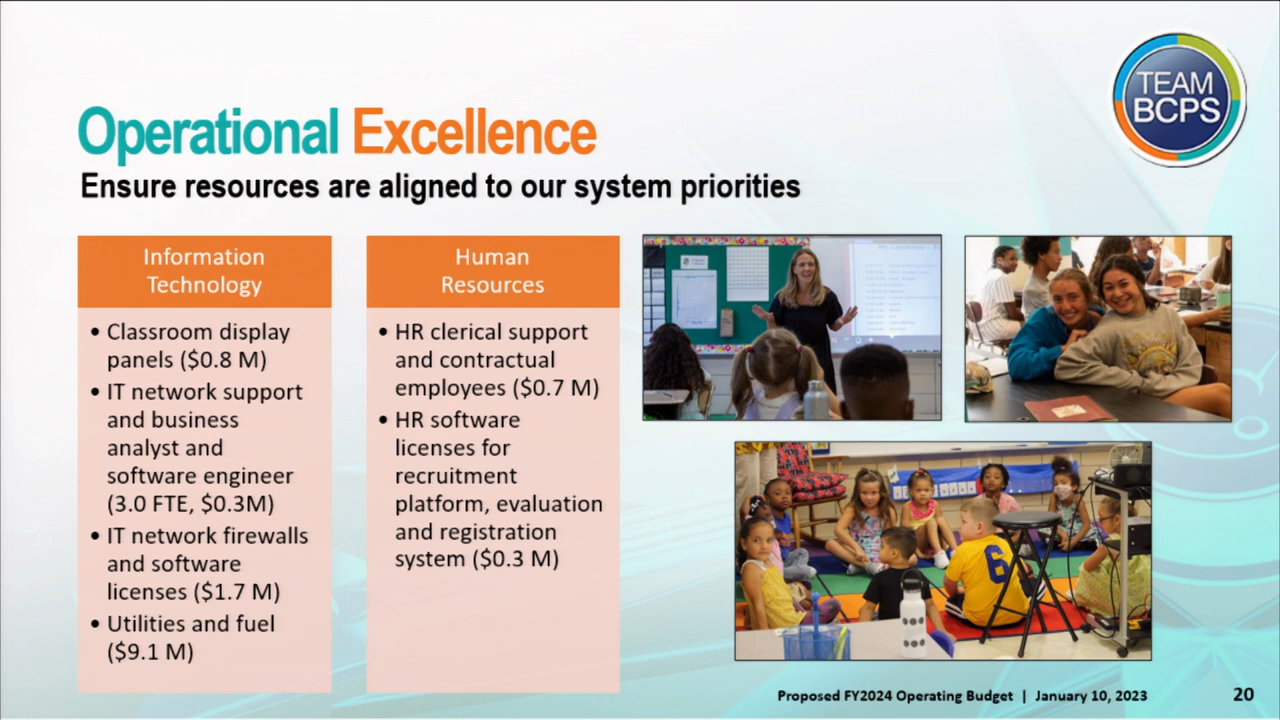 TEAM
BCPS
Operational Excellence
Ensure resources are aligned to our system priorities
Information
Technology
• Classroom display
panels ($0.8 M)
• IT network support
and business
analyst and
software engineer
(3.0 FTE, $0.3M)
• IT network firewalls
and software
licenses ($1.7 M)
• Utilities and fuel
($9.1 M)
Human
Resources
• HR clerical support
and contractual
employees ($0.7 M)
• HR software
licenses for
recruitment
platform, evaluation
and registration
system ($0.3 M)
6
Proposed FY2024 Operating Budget | January 10, 2023
20